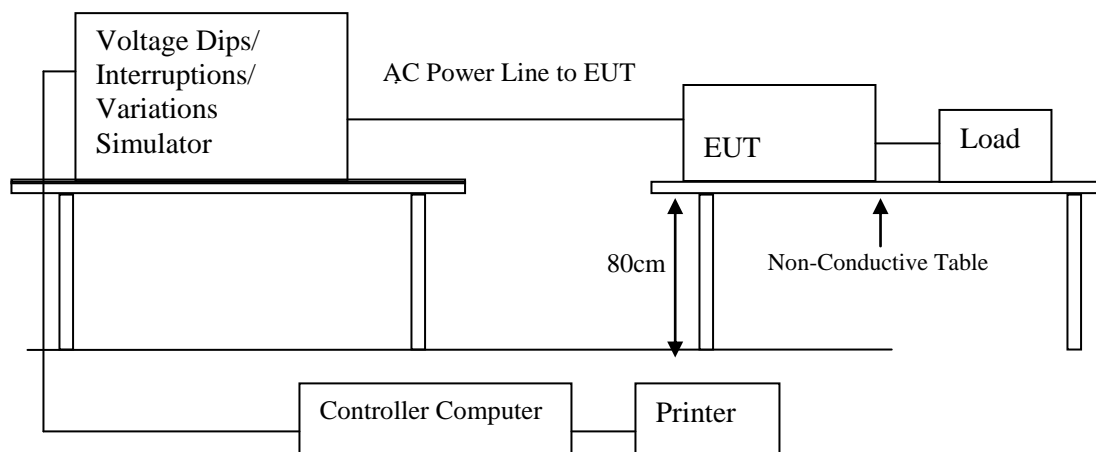 Voltage Dips/
Interruptions/
Variations
Simulator
AC Power Line to EUT
EUT
Load
80cm
Non-Conductive Table
Controller Computer
Printer